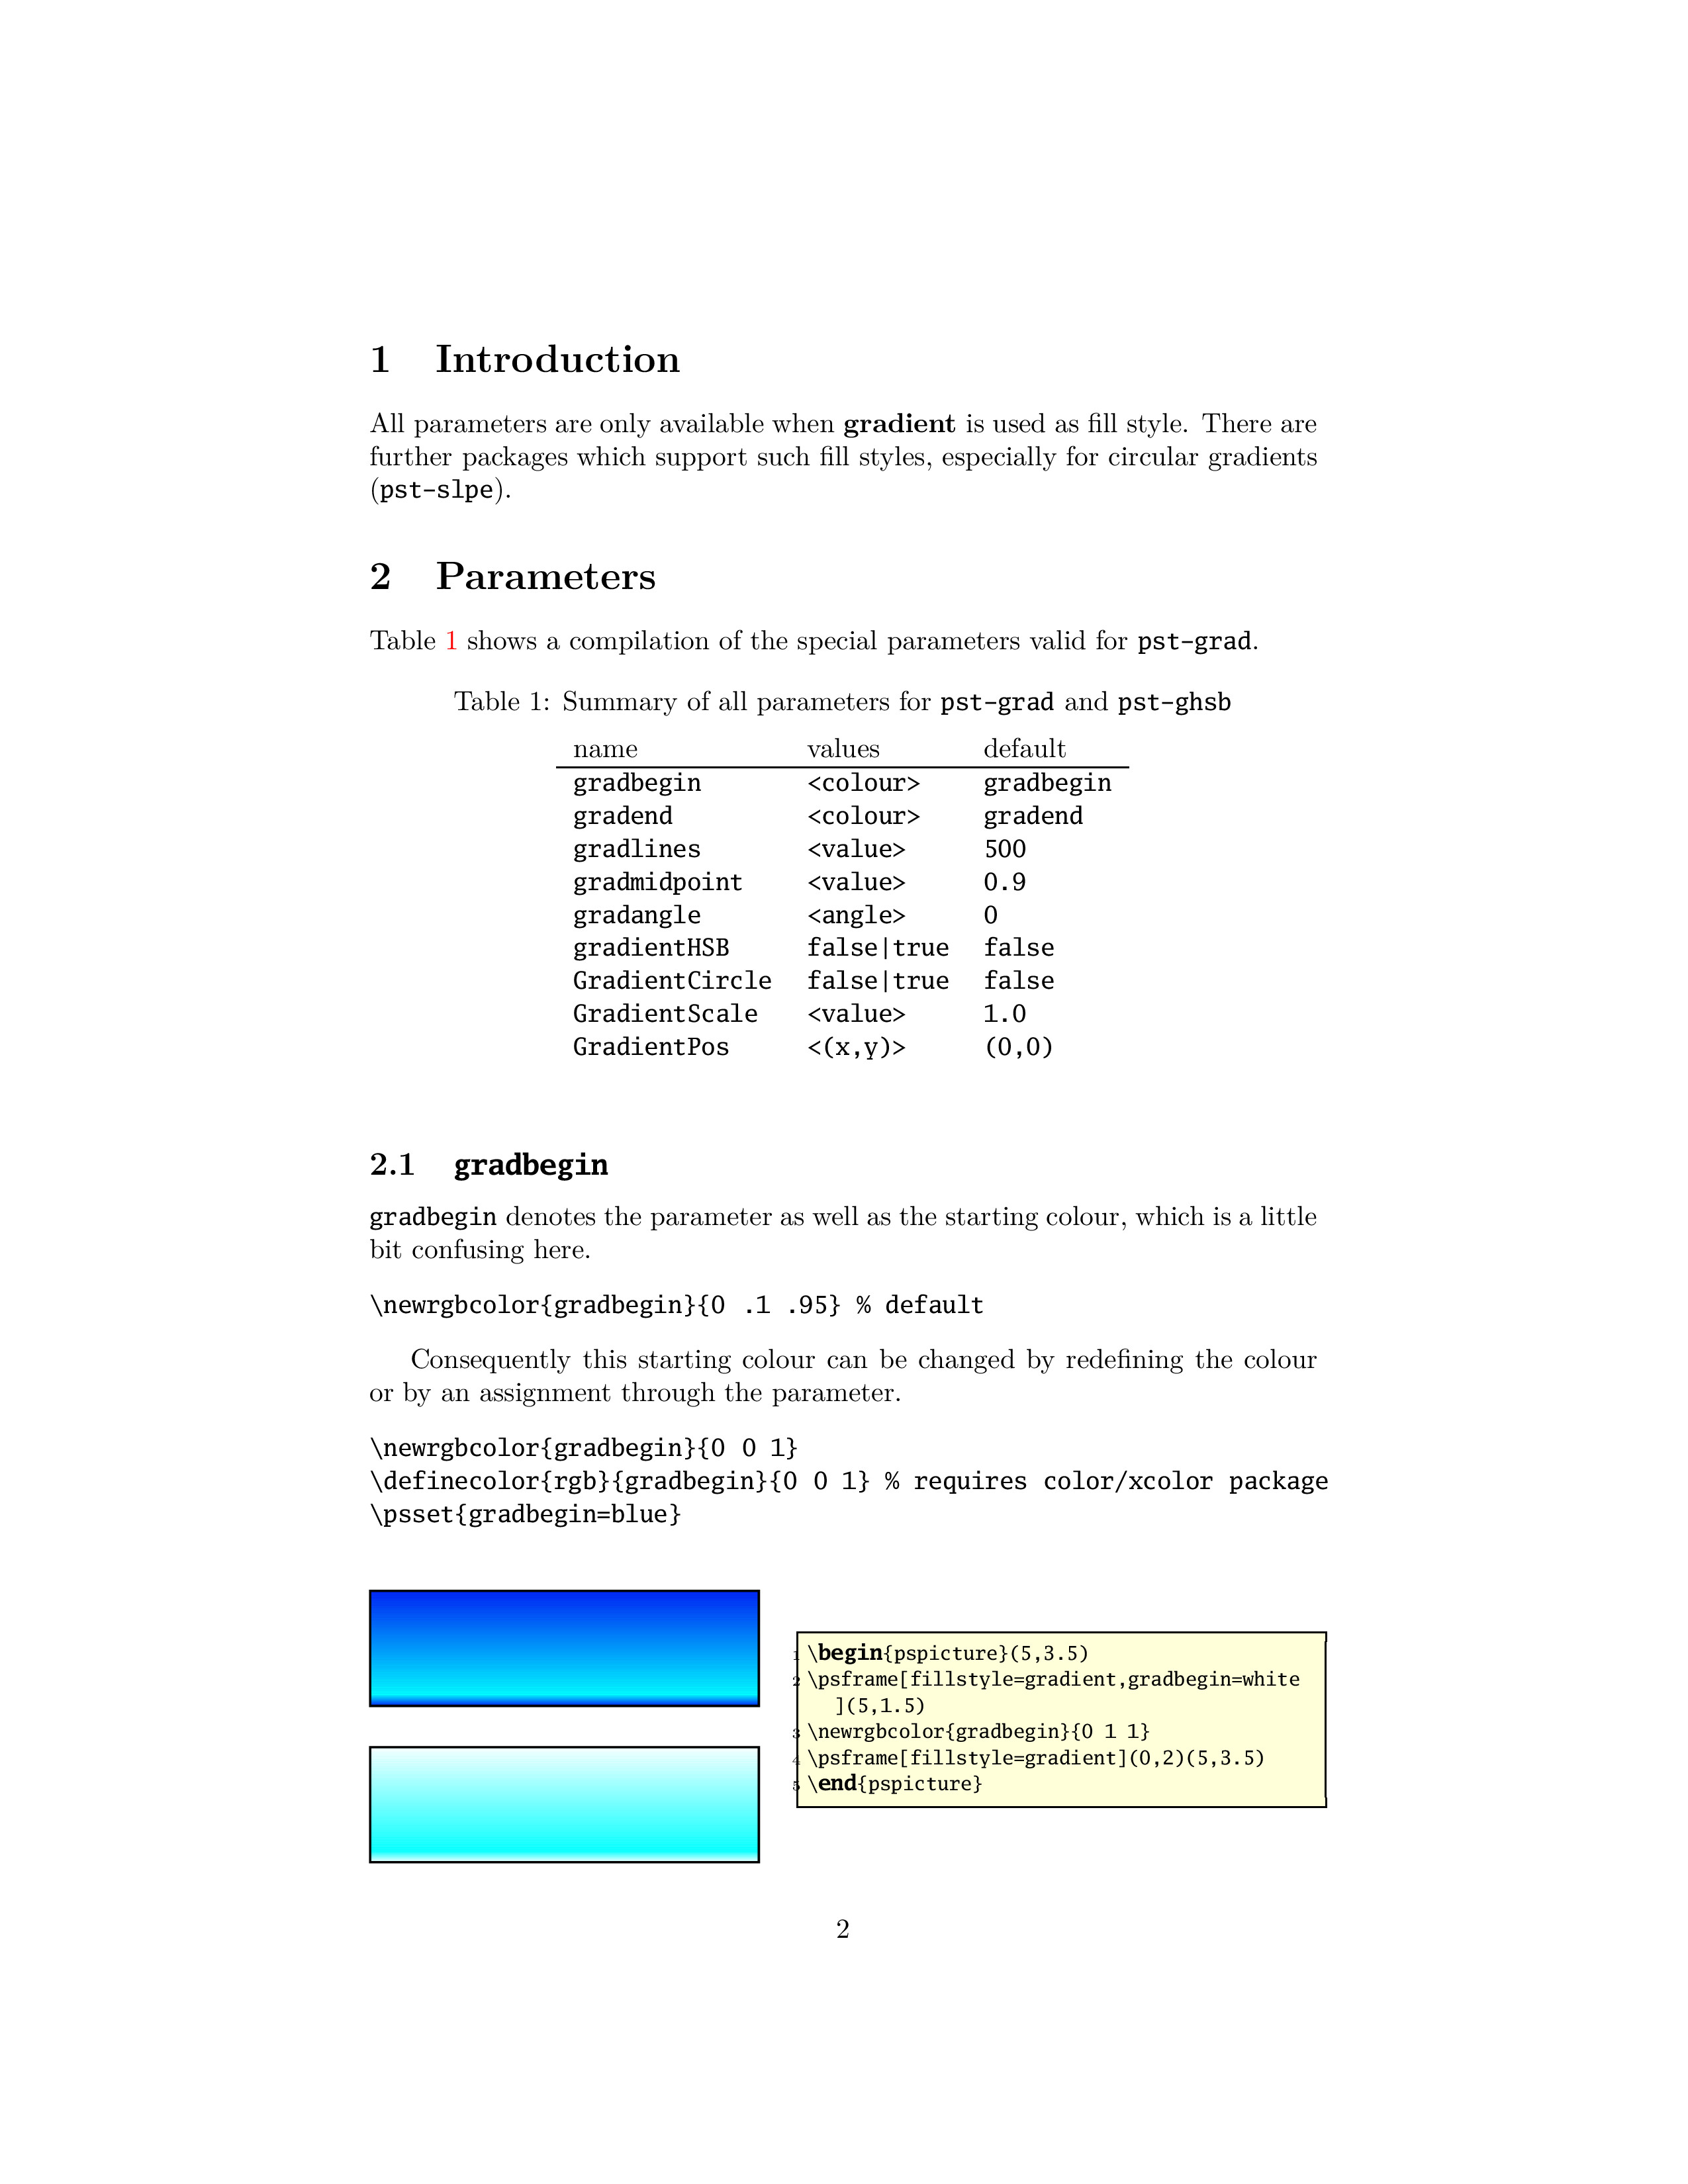 1 Introduction
All parameters are only available when gradient is used as fill style. There are
further packages which support such fill styles, especially for circular gradients
(pst-slpe).
2 Parameters
Table 1 shows a compilation of the special parameters valid for pst-grad.
Table 1: Summary of all parameters for pst-grad and pst-ghsb
name values default
gradbegin <colour> gradbegin
gradend <colour> gradend
gradlines <value> 500
gradmidpoint <value> 0.9
gradangle <angle> 0
gradientHSB false|true false
GradientCircle false|true false
GradientScale <value> 1.0
GradientPos <(x,y)> (0,0)
2.1 gradbegin
gradbegin denotes the parameter as well as the starting colour, which is a little
bit confusing here.
\newrgbcolor{gradbegin}{0 .1 .95} % default
Consequently this starting colour can be changed by redefining the colour
or by an assignment through the parameter.
\newrgbcolor{gradbegin}{0 0 1}
\definecolor{rgb}{gradbegin}{0 0 1} % requires color/xcolor package
\psset{gradbegin=blue}
1 \begin{pspicture}(5,3.5)
2 \psframe[fillstyle=gradient,gradbegin=white
](5,1.5)
3 \newrgbcolor{gradbegin}{0 1 1}
4 \psframe[fillstyle=gradient](0,2)(5,3.5)
5 \end{pspicture}
2